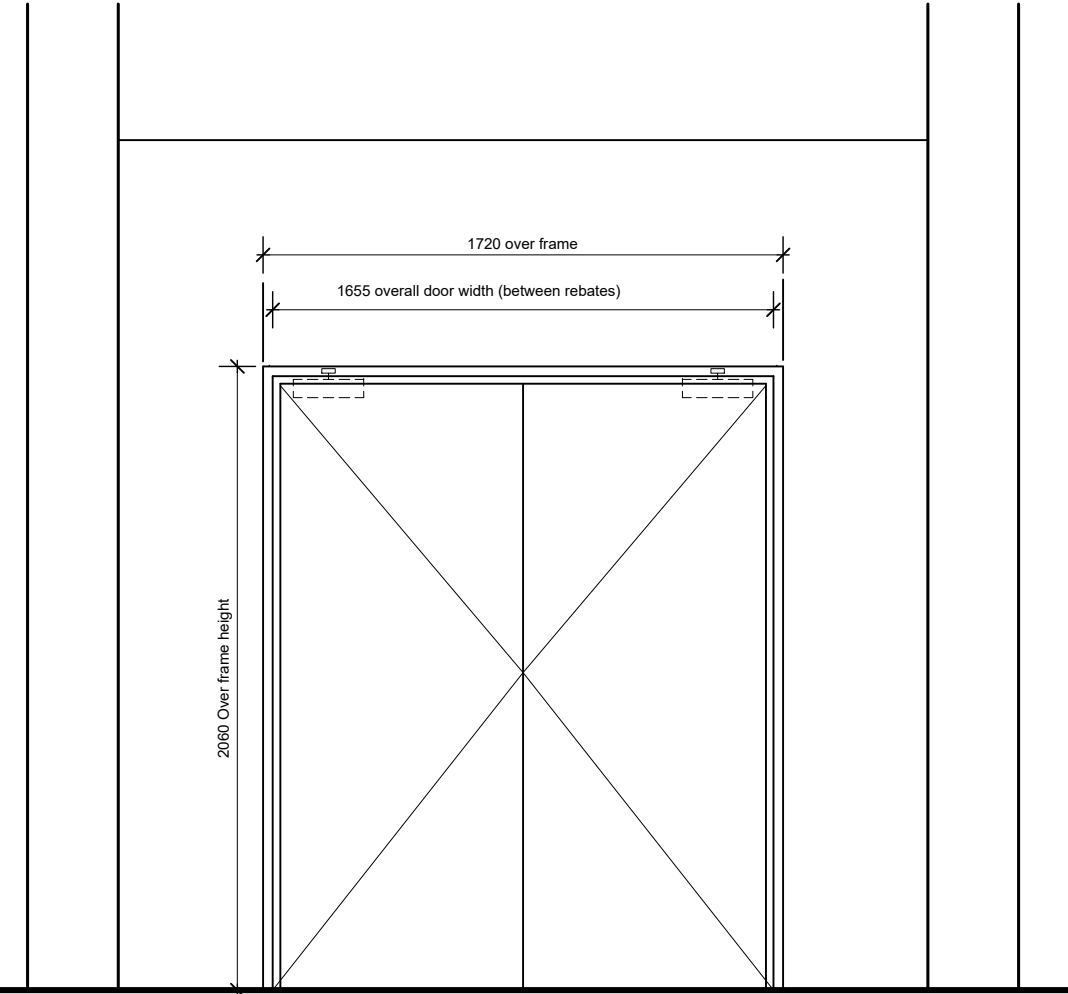 1720 over frame
1655 overall door width (between rebates)
2060 Over frame height